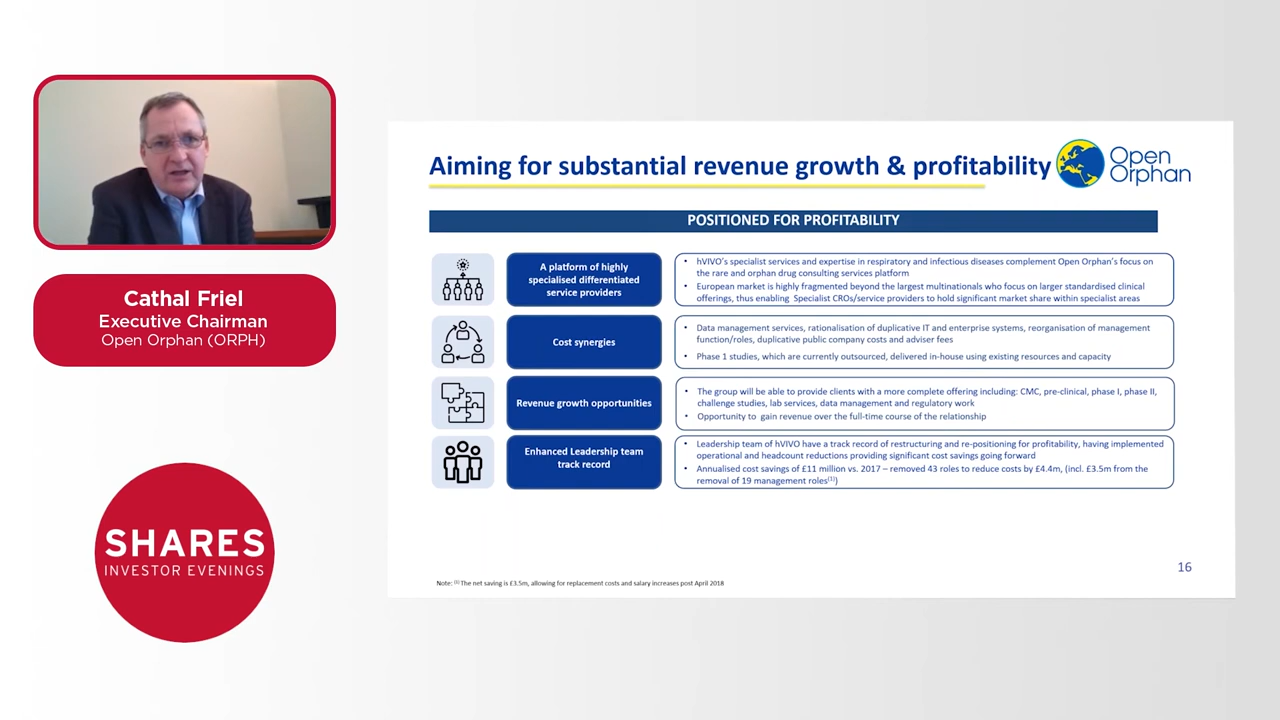 Cathal Friel
Executive Chairman
Open Orphan (ORPH)
SHARES
INVESTOR EVENINGS
Aiming for substantial revenue growth & profitability
Open
Orphan
POSITIONED FOR PROFITABILITY
A platform of highly
specialised differentiated
service providers
• hVIVO's specialist services and expertise in respiratory and infectious diseases complement Open Orphan's focus on
the rare and orphan drug consulting services platform
• European market is highly fragmented beyond the largest multinationals who focus on larger standardised clinical
offerings, thus enabling Specialist CROs/service providers to hold significant market share within specialist areas
Cost synergies
• Data management services, rationalisation of duplicative IT and enterprise systems, reorganisation of management
function/roles, duplicative public company costs and adviser fees
• Phase 1 studies, which are currently outsourced, delivered in-house using existing resources and capacity
Revenue growth opportunities
• The group will be able to provide clients with a more complete offering including: CMC, pre-clinical, phase I, phase II,
challenge studies, lab services, data management and regulatory work
• Opportunity to gain revenue over the full-time course of the relationship
Enhanced Leadership team
track record
• Leadership team of hVIVO have a track record of restructuring and re-positioning for profitability, having implemented
operational and headcount reductions providing significant cost savings going forward
• Annualised cost savings of £11 million vs. 2017 – removed 43 roles to reduce costs by £4.4m, (incl. £3.5m from the
removal of 19 management roles(1))
16
Note: (1) The net saving is £3.5m, allowing for replacement costs and salary increases post April 2018